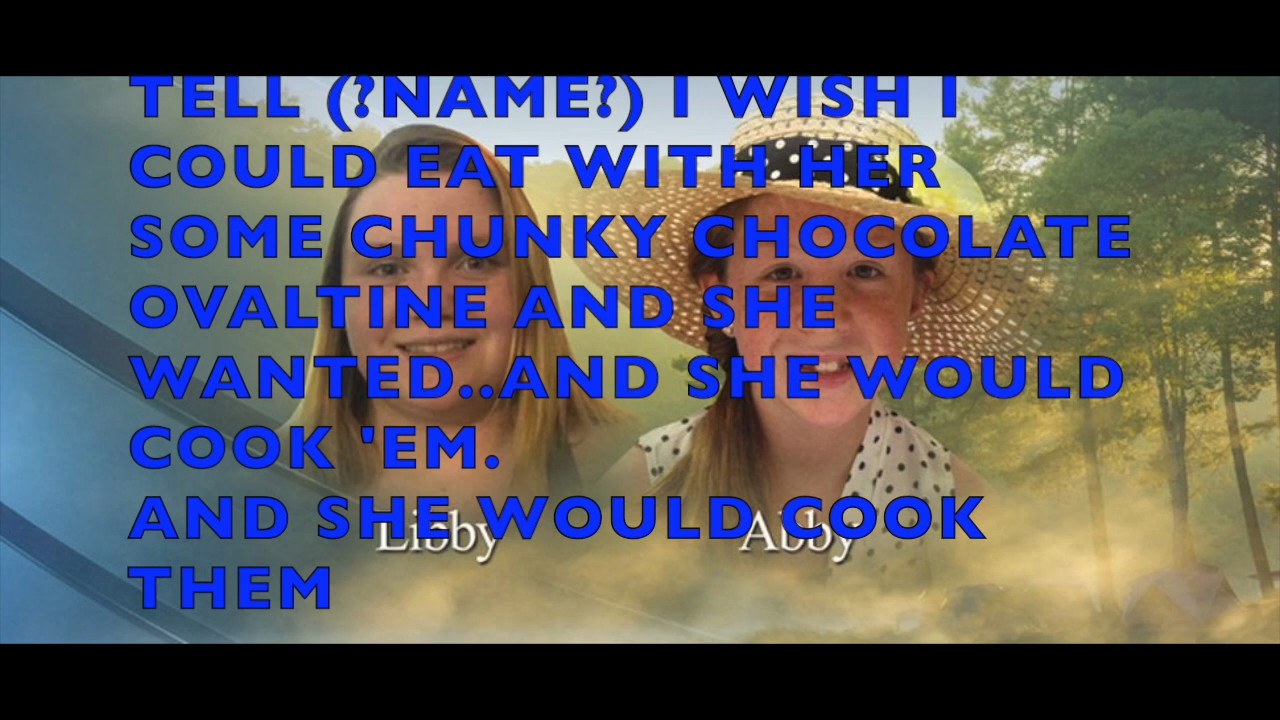 TELL (?NAME?) I WISH I
COULD EAT WITH HER
SOME CHUNKY CHOCOLATE
OVALTINE AND SHE
WANTED..AND SHE WOULD
COOK 'EM.
AND SHE WOULD COOK
Libby Abby
THEM